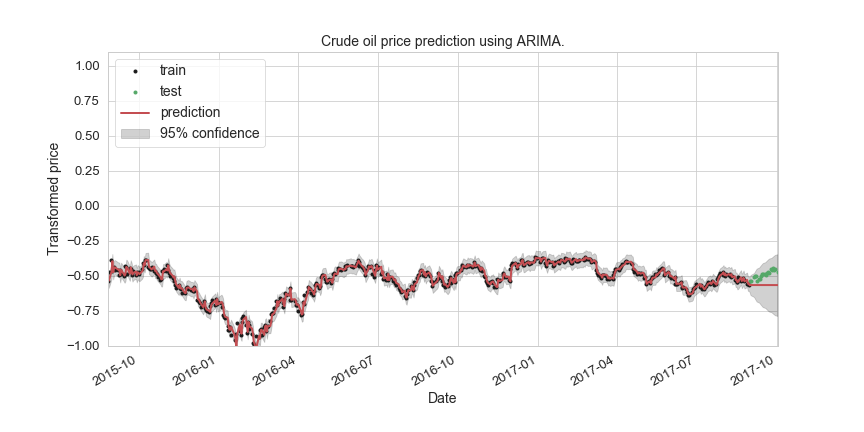 Crude oil price prediction using ARIMA.
1.00
0.75
0.50
0.25
0.00
−0.25
−0.50
−0.75
−1.00
Transformed price
train
test
prediction
95% confidence
2015-10
2016-01
2016-04
2016-07
2016-10
2017-01
2017-04
2017-07
2017-10
Date